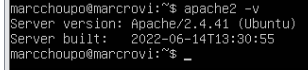 marcchoupo@marcrovi:~$ apache2 -v
Server version: Apache/2.4.41 (Ubuntu)
Server built:   2022-06-14T13:30:55
marcchoupo@marcrovi:~$ _